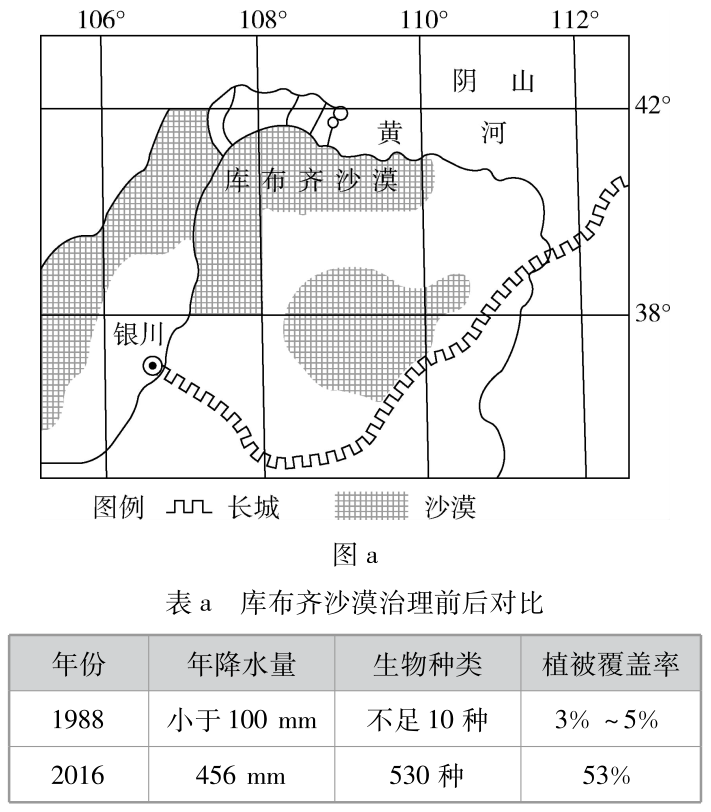 106° 108° 110° 112°
阴 山
42°
黄 河
库布齐沙漠
38°
银川
图例 长城 沙漠
图 a
表 a 库布齐沙漠治理前后对比
年份 年降水量 生物种类 植被覆盖率
1988 小于 100 mm 不足 10 种 3% ~5%
2016 456 mm 530 种 53%